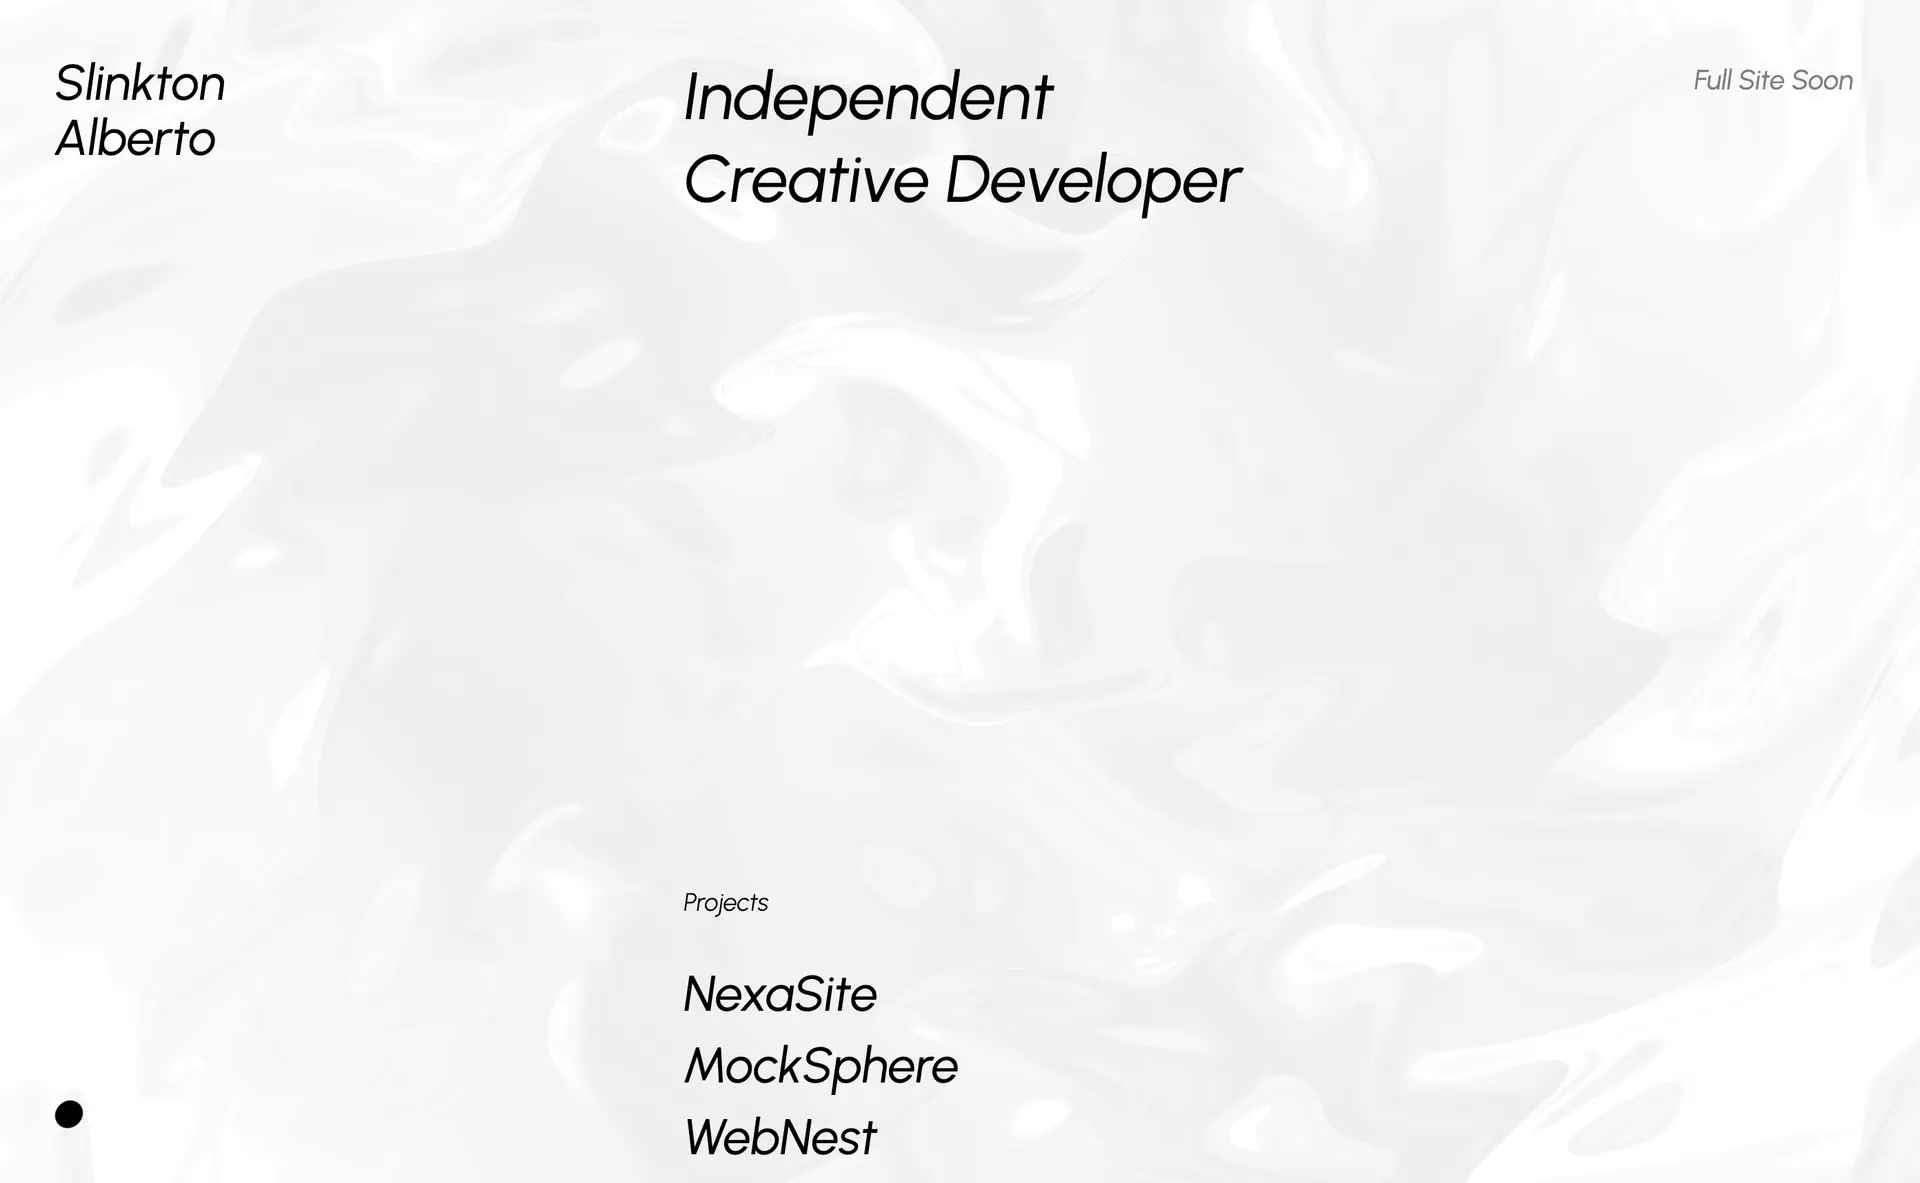 Slinkton
Alberto
Independent
Creative Developer
Full Site Soon
Projects
NexaSite
MockSphere
WebNest